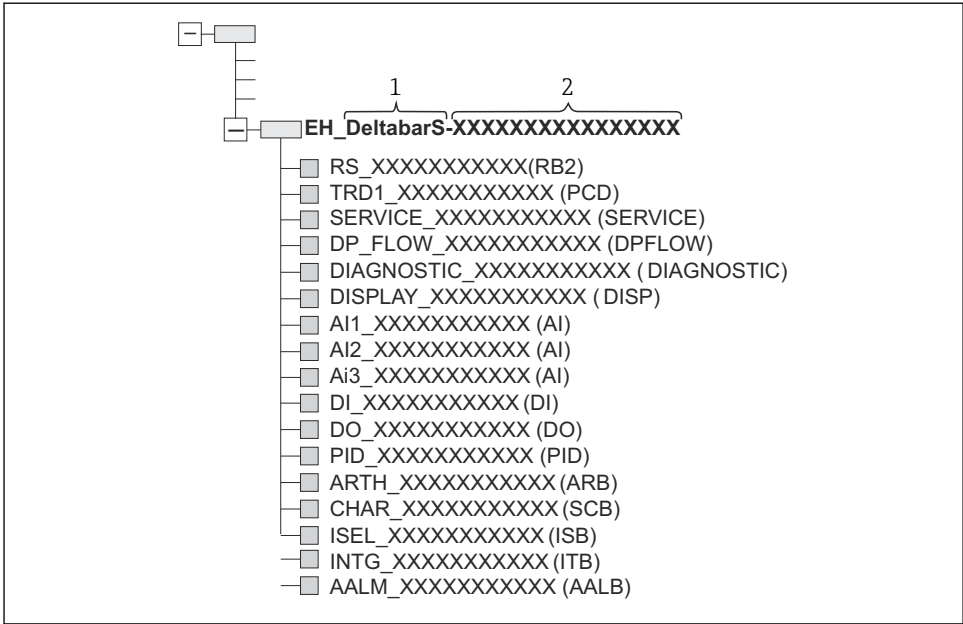 1 2
EH_DeltabarS-XXXXXXXXXXXXXXXX
RS_XXXXXXXXXXX(RB2)
TRD1_XXXXXXXXXXX (PCD)
SERVICE_XXXXXXXXXXX (SERVICE)
DP_FLOW_XXXXXXXXXXX (DPFLOW)
DIAGNOSTIC_XXXXXXXXXXX ( DIAGNOSTIC)
DISPLAY_XXXXXXXXXXX ( DISP)
AI1_XXXXXXXXXXX (AI)
AI2_XXXXXXXXXXX (AI)
Ai3_XXXXXXXXXXX (AI)
DI_XXXXXXXXXXX (DI)
DO_XXXXXXXXXXX (DO)
PID_XXXXXXXXXXX (PID)
ARTH_XXXXXXXXXXX (ARB)
CHAR_XXXXXXXXXXX (SCB)
ISEL_XXXXXXXXXXX (ISB)
INTG_XXXXXXXXXXX (ITB)
AALM_XXXXXXXXXXX (AALB)